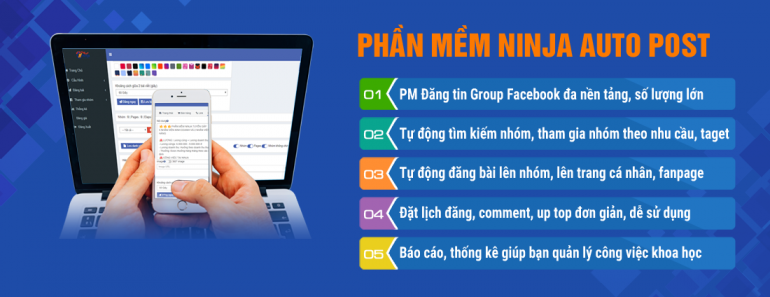 PHẦN MỀM NINJA AUTO POST
01 PM Đăng tin Group Facebook đa nền tảng, số lượng lớn
02 Tự động tìm kiếm nhóm, tham gia nhóm theo nhu cầu, taget
03 Tự động đăng bài lên nhóm, lên trang cá nhân, fanpage
04 Đặt lịch đăng, comment, up top đơn giản, dễ sử dụng
05 Báo cáo, thống kê giúp bạn quản lý công việc khoa học